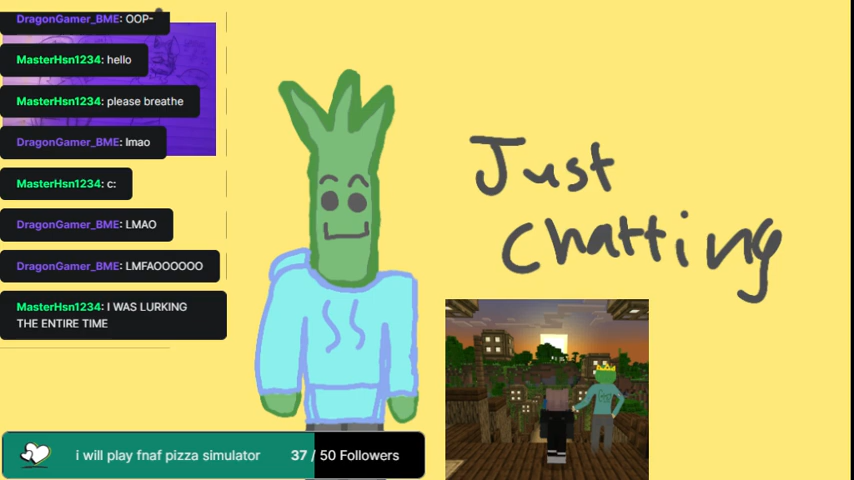 DragonGamer_BME: OOP-
MasterHsn1234: hello
MasterHsn1234: please breathe
DragonGamer_BME: lmao
MasterHsn1234: c:
DragonGamer_BME: LMAO
DragonGamer_BME: LMFAOOOOOO
MasterHsn1234: I WAS LURKING
THE ENTIRE TIME
Just
chatting
i will play fnaf pizza simulator 37 / 50 Followers